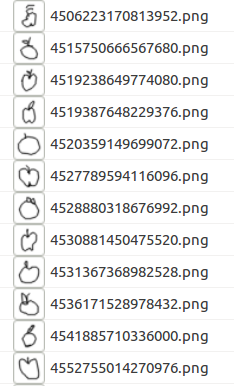 4506223170813952.png
4515750666567680.png
4519238649774080.png
4519387648229376.png
4520359149699072.png
4527789594116096.png
4528880318676992.png
4530881450475520.png
4531367368982528.png
4536171528978432.png
4541885710336000.png
4552755014270976.png